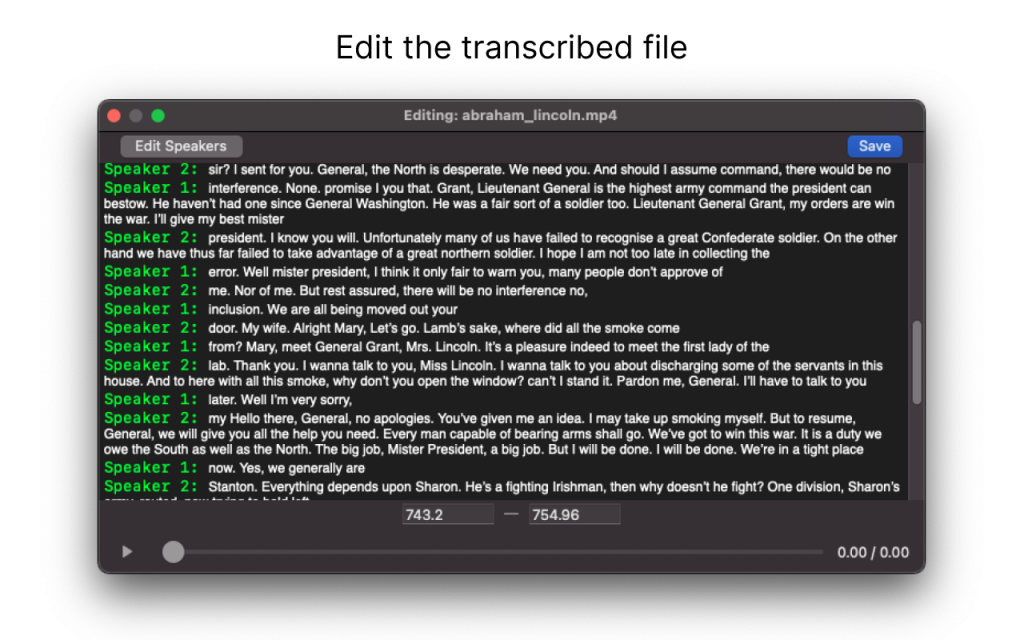 Edit the transcribed file
Editing: abraham_lincoln.mp4
Edit Speakers
Save
Speaker 2: sir? I sent for you. General, the North is desperate. We need you. And should I assume command, there would be no
Speaker 1: interference. None. promise I you that. Grant, Lieutenant General is the highest army command the president can
bestow. He haven't had one since General Washington. He was a fair sort of a soldier too. Lieutenant General Grant, my orders are win
the war. I'll give my best mister
Speaker 2: president. I know you will. Unfortunately many of us have failed to recognise a great Confederate soldier. On the other
hand we have thus far failed to take advantage of a great northern soldier. I hope I am not too late in collecting the
Speaker 1: error. Well mister president, I think it only fair to warn you, many people don't approve of
Speaker 2: me. Nor of me. But rest assured, there will be no interference no,
Speaker 1: inclusion. We are all being moved out your
Speaker 2: door. My wife. Alright Mary, Let's go. Lamb's sake, where did all the smoke come
Speaker 1: from? Mary, meet General Grant, Mrs. Lincoln. It's a pleasure indeed to meet the first lady of the
Speaker 2: lab. Thank you. I wanna talk to you, Miss Lincoln. I wanna talk to you about discharging some of the servants in this
house. And to here with all this smoke, why don't you open the window? can't I stand it. Pardon me, General. I'll have to talk to you
Speaker 1: later. Well I'm very sorry,
Speaker 2: my Hello there, General, no apologies. You've given me an idea. I may take up smoking myself. But to resume,
General, we will give you all the help you need. Every man capable of bearing arms shall go. We've got to win this war. It is a duty we
owe the South as well as the North. The big job, Mister President, a big job. But I will be done. I will be done. We're in a tight place
Speaker 1: now. Yes, we generally are
Speaker 2: Stanton. Everything depends upon Sharon. He's a fighting Irishman, then why doesn't he fight? One division, Sharon's
743.2 — 754.96
0.00 / 0.00